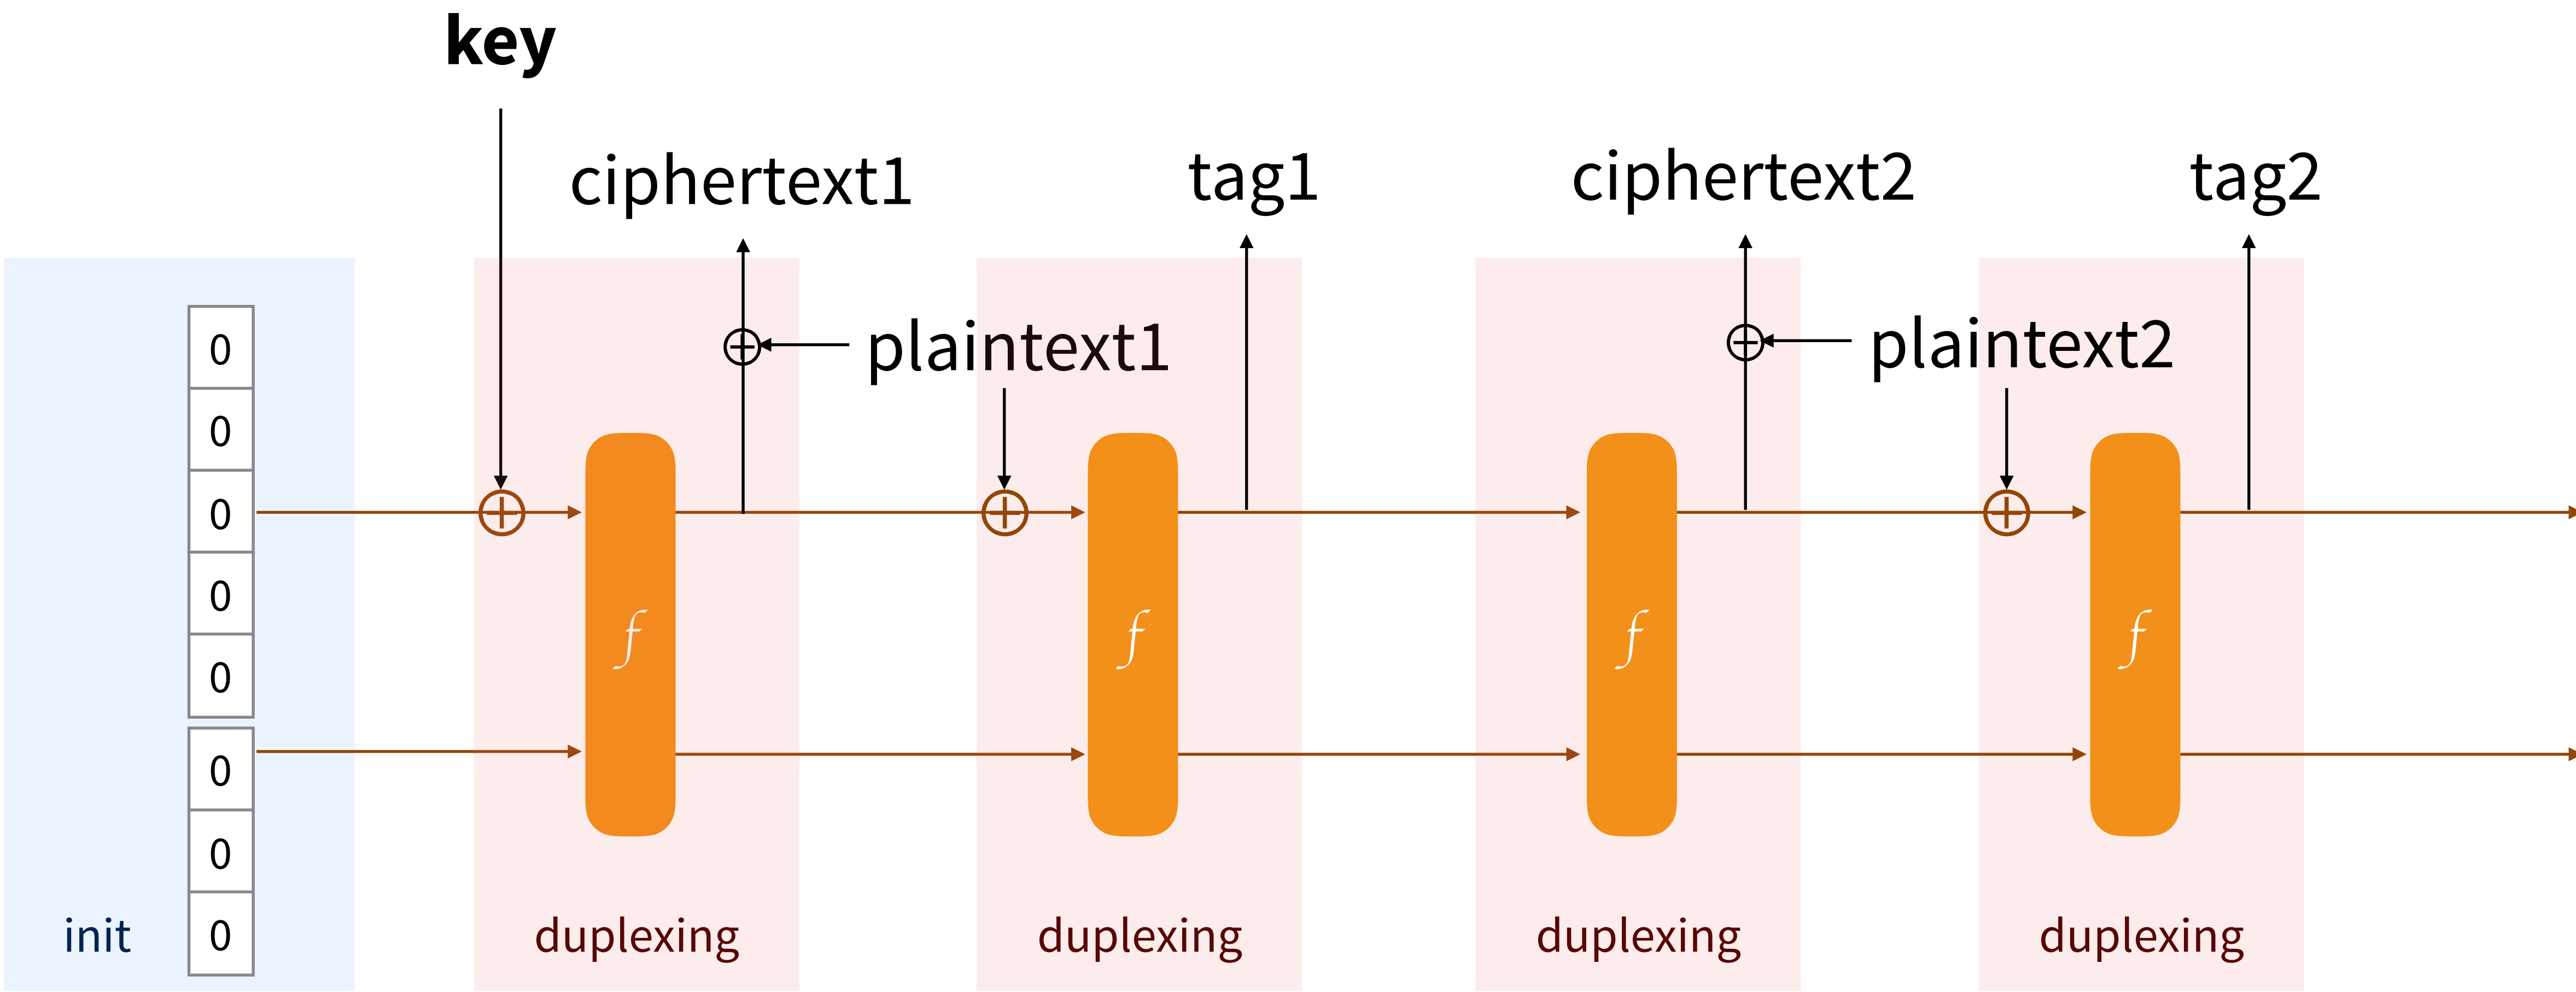 key
ciphertext1
tag1
ciphertext2
tag2
plaintext1
plaintext2
0
0
0
0
0
0
0
0
f
f
f
f
init
duplexing
duplexing
duplexing
duplexing